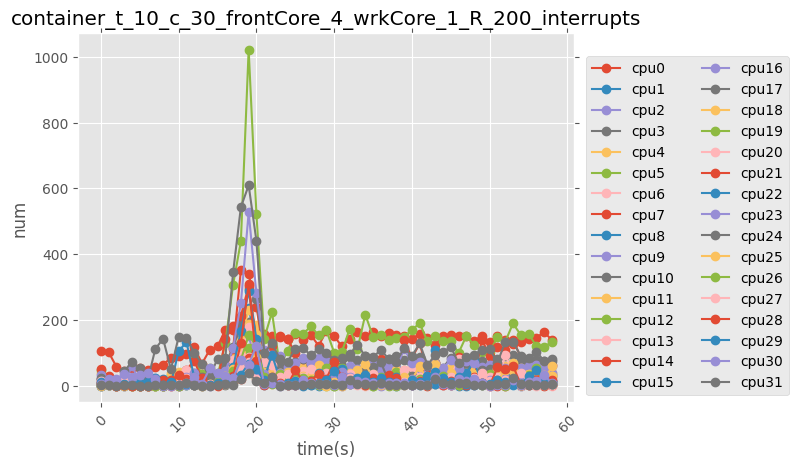 container_t_10_c_30_frontCore_4_wrkCore_1_R_200_interrupts
1000
800
600
400
200
0
num
0
10
20
30
40
50
60
time(s)
cpu0
cpu1
cpu2
cpu3
cpu4
cpu5
cpu6
cpu7
cpu8
cpu9
cpu10
cpu11
cpu12
cpu13
cpu14
cpu15
cpu16
cpu17
cpu18
cpu19
cpu20
cpu21
cpu22
cpu23
cpu24
cpu25
cpu26
cpu27
cpu28
cpu29
cpu30
cpu31